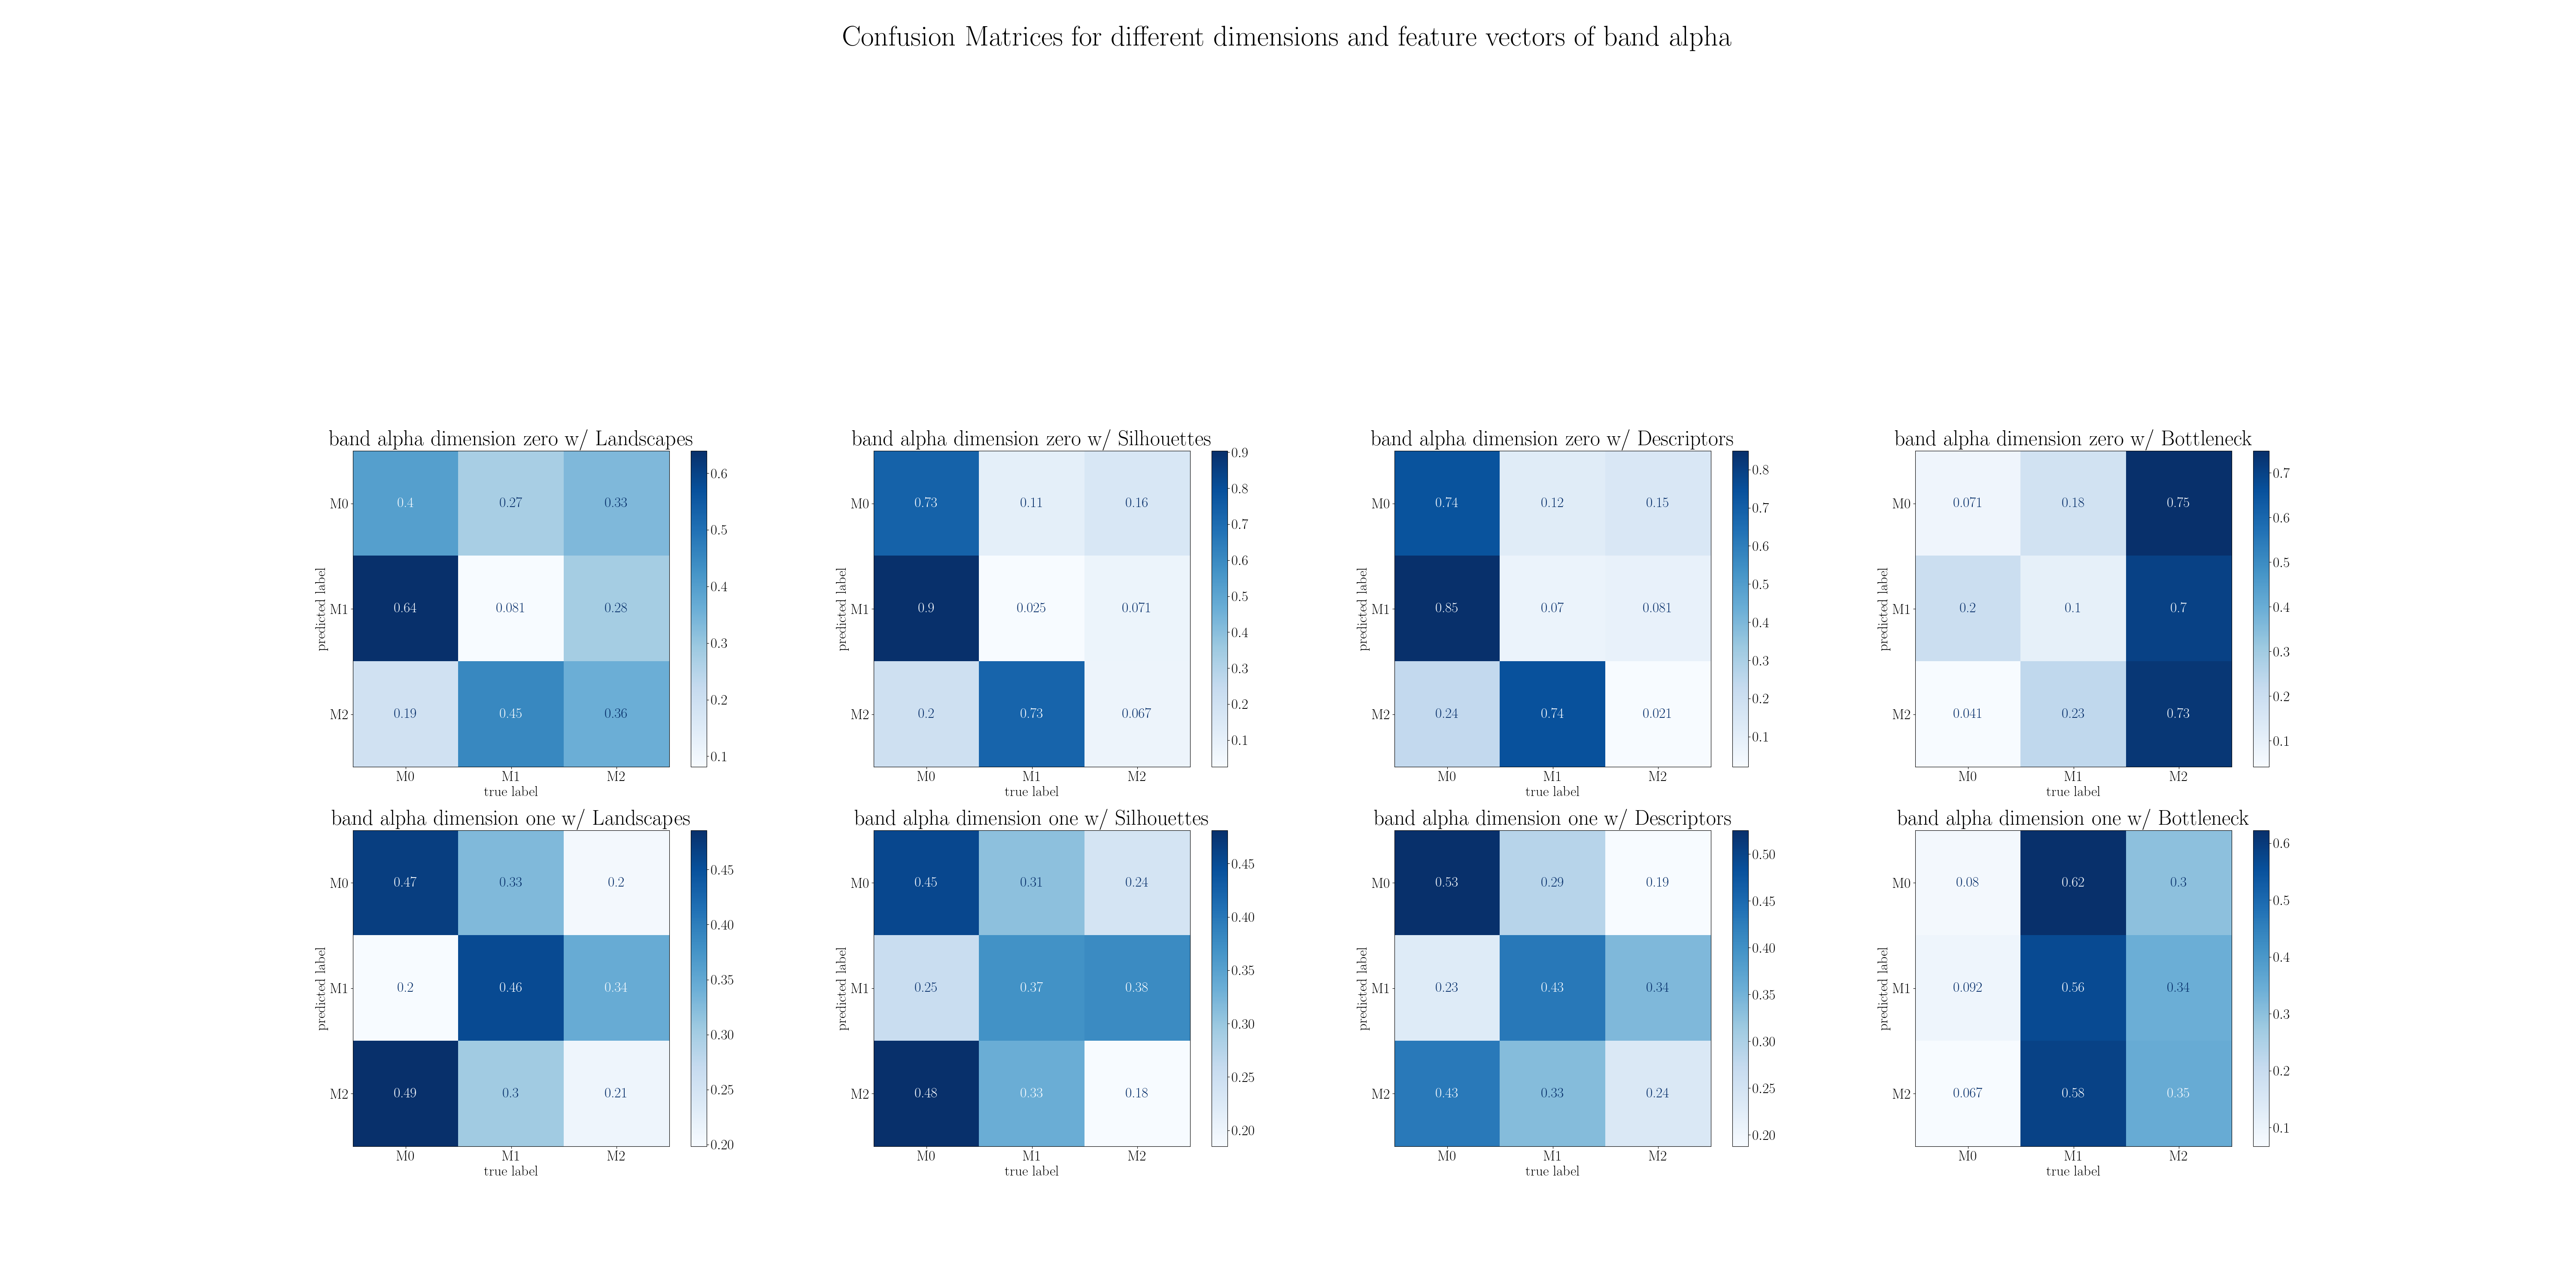 Confusion Matrices for different dimensions and feature vectors of band alpha
band alpha dimension zero w/ Landscapes
predicted label
M0 0.4 0.27 0.33
M1 0.64 0.081 0.28
M2 0.19 0.45 0.36
M0 M1 M2
true label
0.6
0.5
0.4
0.3
0.2
0.1
band alpha dimension zero w/ Silhouettes
predicted label
M0 0.73 0.11 0.16
M1 0.9 0.025 0.071
M2 0.2 0.73 0.067
M0 M1 M2
true label
0.9
0.8
0.7
0.6
0.5
0.4
0.3
0.2
0.1
band alpha dimension zero w/ Descriptors
predicted label
M0 0.74 0.12 0.15
M1 0.85 0.07 0.081
M2 0.24 0.74 0.021
M0 M1 M2
true label
0.8
0.7
0.6
0.5
0.4
0.3
0.2
0.1
band alpha dimension zero w/ Bottleneck
predicted label
M0 0.071 0.18 0.75
M1 0.2 0.1 0.7
M2 0.041 0.23 0.73
M0 M1 M2
true label
0.7
0.6
0.5
0.4
0.3
0.2
0.1
band alpha dimension one w/ Landscapes
predicted label
M0 0.47 0.33 0.2
M1 0.2 0.46 0.34
M2 0.49 0.3 0.21
M0 M1 M2
true label
0.45
0.40
0.35
0.30
0.25
0.20
band alpha dimension one w/ Silhouettes
predicted label
M0 0.45 0.31 0.24
M1 0.25 0.37 0.38
M2 0.48 0.33 0.18
M0 M1 M2
true label
0.45
0.40
0.35
0.30
0.25
0.20
band alpha dimension one w/ Descriptors
predicted label
M0 0.53 0.29 0.19
M1 0.23 0.43 0.34
M2 0.43 0.33 0.24
M0 M1 M2
true label
0.50
0.45
0.40
0.35
0.30
0.25
0.20
band alpha dimension one w/ Bottleneck
predicted label
M0 0.08 0.62 0.3
M1 0.092 0.56 0.34
M2 0.067 0.58 0.35
M0 M1 M2
true label
0.6
0.5
0.4
0.3
0.2
0.1